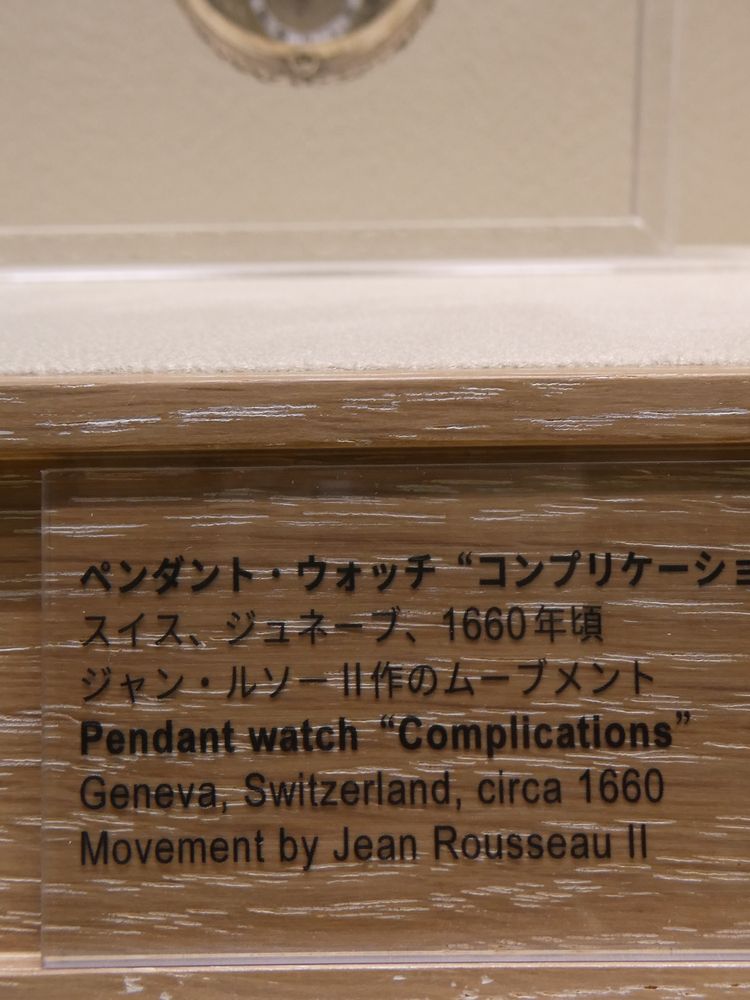 ペンダント・ウォッチ “コンプリケーショ
スイス、ジュネーブ、1660年頃
ジャン・ルソー II作のムーブメント
Pendant watch “Complications”
Geneva, Switzerland, circa 1660
Movement by Jean Rousseau II